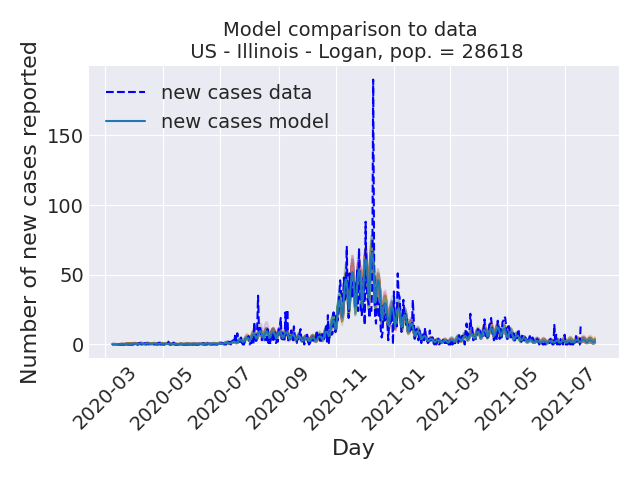 Model comparison to data
US - Illinois - Logan, pop. = 28618
Number of new cases reported
new cases data
new cases model
150
100
50
0
2020-03
2020-05
2020-07
2020-09
2020-11
2021-01
2021-03
2021-05
2021-07
Day